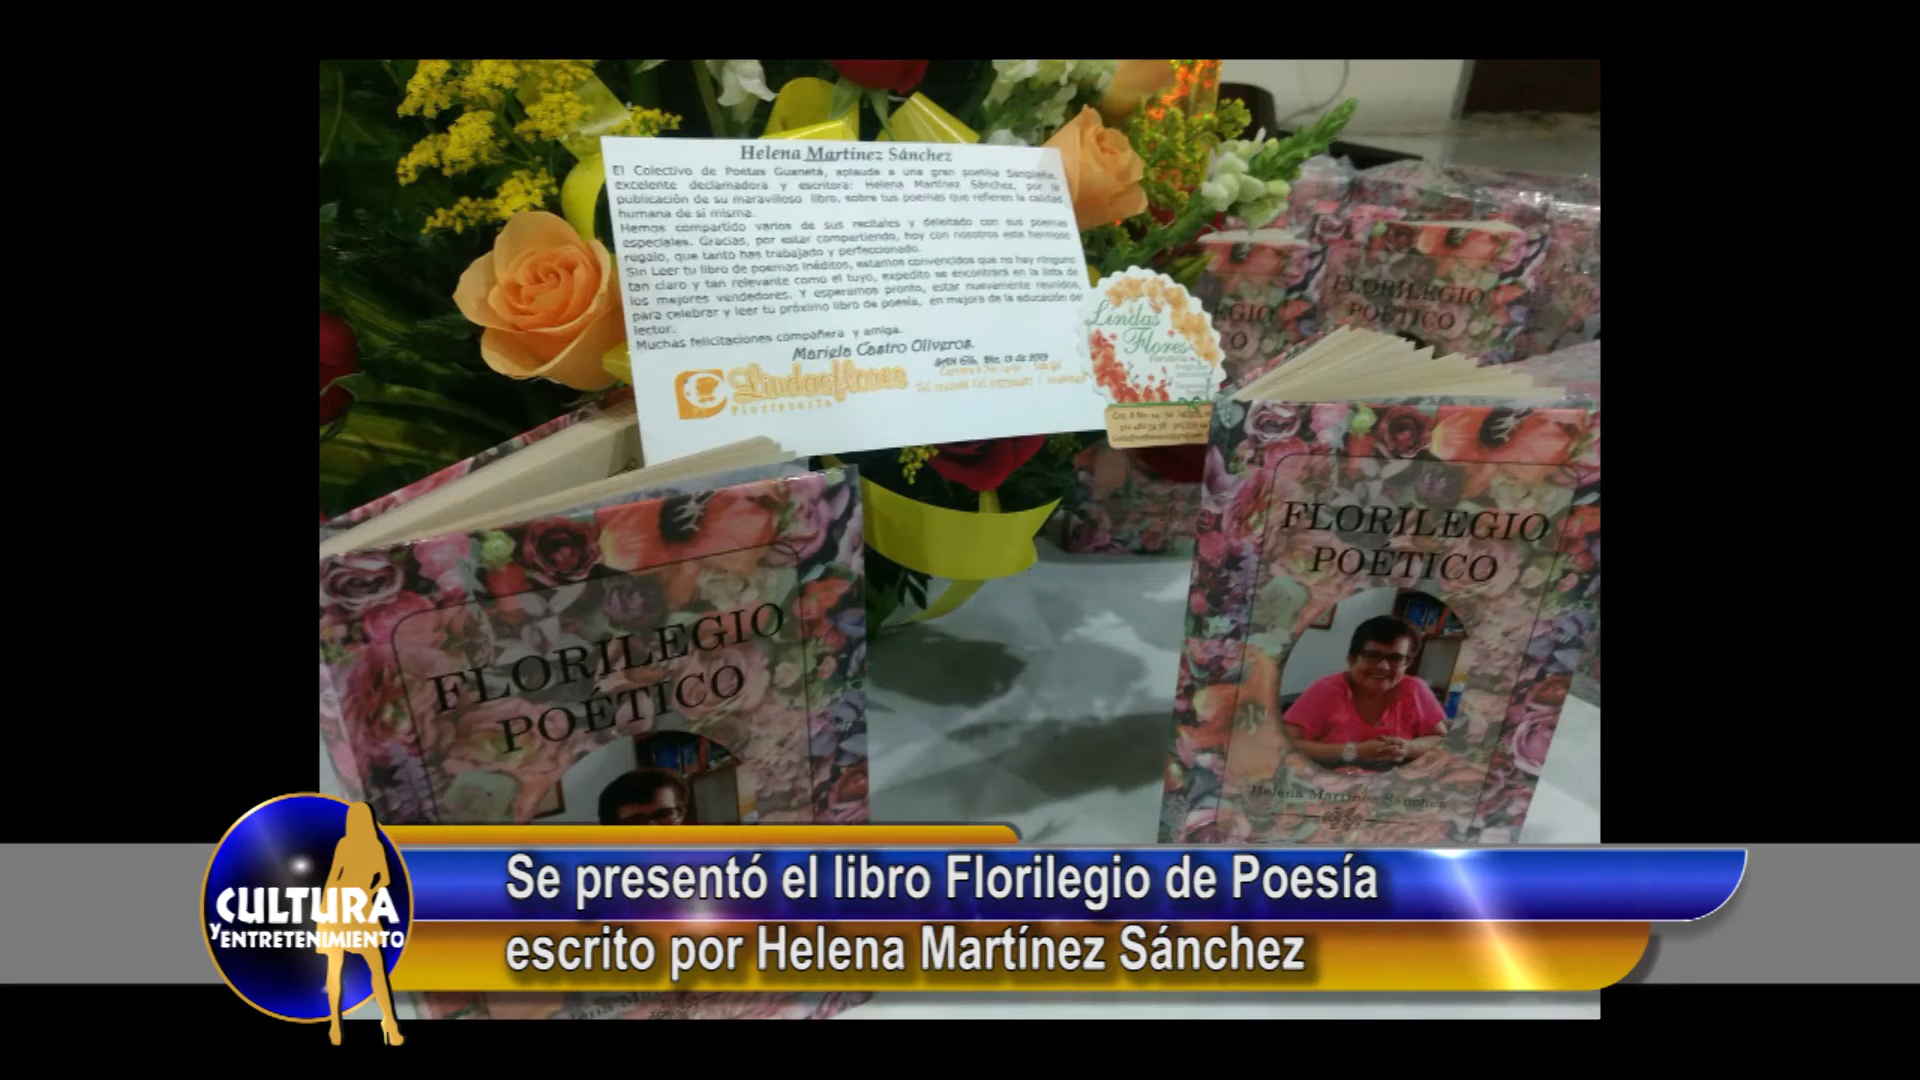 Helena Martínez Sánchez
El Colectivo de Poetas Guanetá, aplaude a una gran poetisa Sangileña,
excelente declamadora y escritora: Helena Martínez Sánchez, por la
publicación de su maravilloso libro, sobre tus poemas que refieren la calidad
humana de sí misma.
Hemos compartido varios de sus recitales y deleitado con sus poemas
especiales. Gracias, por estar compartiendo, hoy con nosotros este hermoso
regalo, que tanto has trabajado y perfeccionado.
Sin Leer tu libro de poemas inéditos, estamos convencidos que no hay ninguno
tan claro y tan relevante como el tuyo, expedito se encontrará en la lista de
los mejores vendedores. Y esperamos pronto, estar nuevamente reunidos,
para celebrar y leer tu próximo libro de poesía, en mejora de la educación del
lector.
Muchas felicitaciones compañera y amiga.
Mariela Castro Oliveros.
Lindasflores
Floristería
Lindas
Flores
FLORILEGIO
POÉTICO
FLORILEGIO
POÉTICO
FLORILEGIO
POÉTICO
Helena Martínez Sánchez
Se presentó el libro Florilegio de Poesía
escrito por Helena Martínez Sánchez
CULTURA
Y ENTRETENIMIENTO